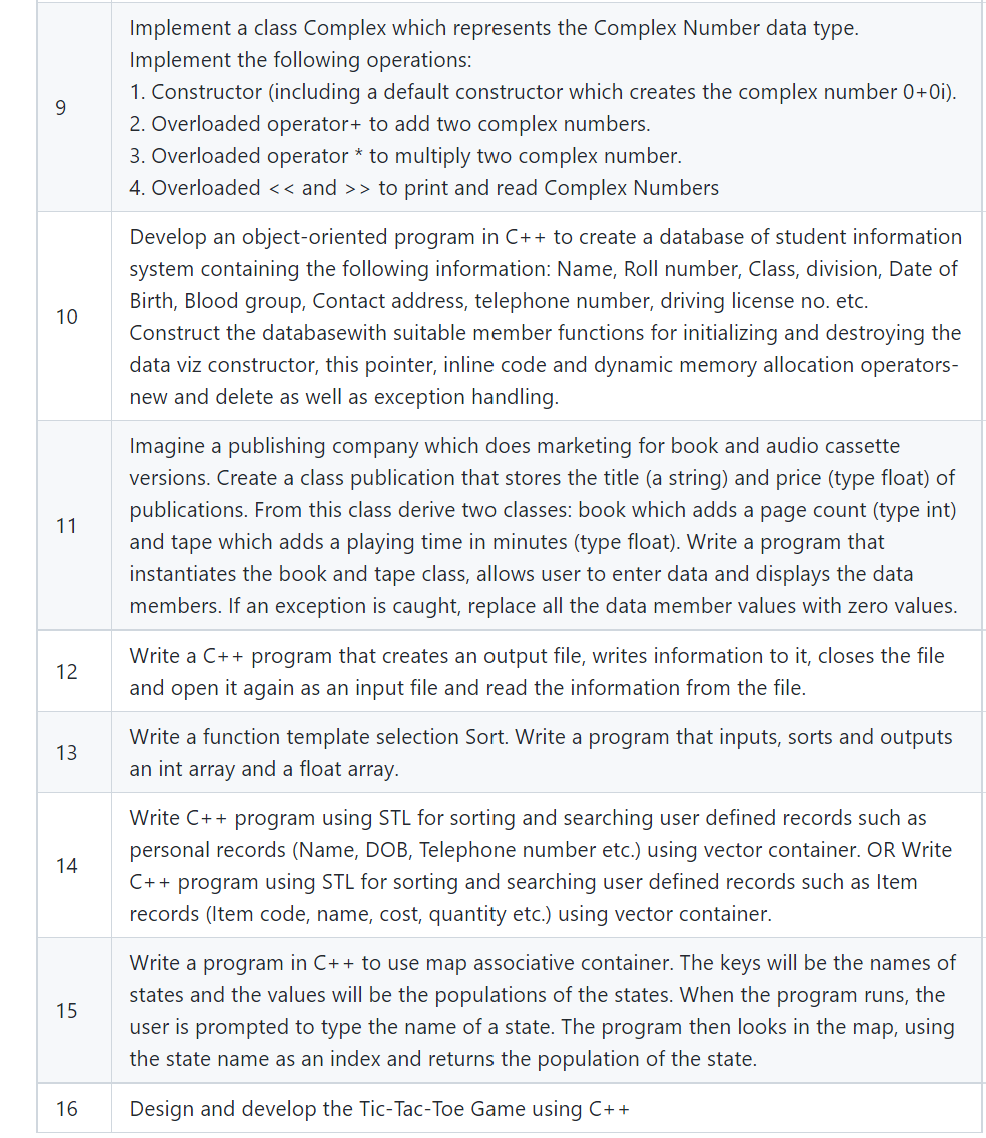 Implement a class Complex which represents the Complex Number data type.
Implement the following operations:
9
1. Constructor (including a default constructor which creates the complex number 0+0i).
2. Overloaded operator+ to add two complex numbers.
3. Overloaded operator * to multiply two complex number.
4. Overloaded << and >> to print and read Complex Numbers
Develop an object-oriented program in C++ to create a database of student information
system containing the following information: Name, Roll number, Class, division, Date of
Birth, Blood group, Contact address, telephone number, driving license no. etc.
10
Construct the databasewith suitable member functions for initializing and destroying the
data viz constructor, this pointer, inline code and dynamic memory allocation operators-
new and delete as well as exception handling.
Imagine a publishing company which does marketing for book and audio cassette
versions. Create a class publication that stores the title (a string) and price (type float) of
publications. From this class derive two classes: book which adds a page count (type int)
11
and tape which adds a playing time in minutes (type float). Write a program that
instantiates the book and tape class, allows user to enter data and displays the data
members. If an exception is caught, replace all the data member values with zero values.
12
Write a C++ program that creates an output file, writes information to it, closes the file
and open it again as an input file and read the information from the file.
13
Write a function template selection Sort. Write a program that inputs, sorts and outputs
an int array and a float array.
Write C++ program using STL for sorting and searching user defined records such as
personal records (Name, DOB, Telephone number etc.) using vector container. OR Write
14
C++ program using STL for sorting and searching user defined records such as Item
records (Item code, name, cost, quantity etc.) using vector container.
Write a program in C++ to use map associative container. The keys will be the names of
states and the values will be the populations of the states. When the program runs, the
15
user is prompted to type the name of a state. The program then looks in the map, using
the state name as an index and returns the population of the state.
16
Design and develop the Tic-Tac-Toe Game using C++